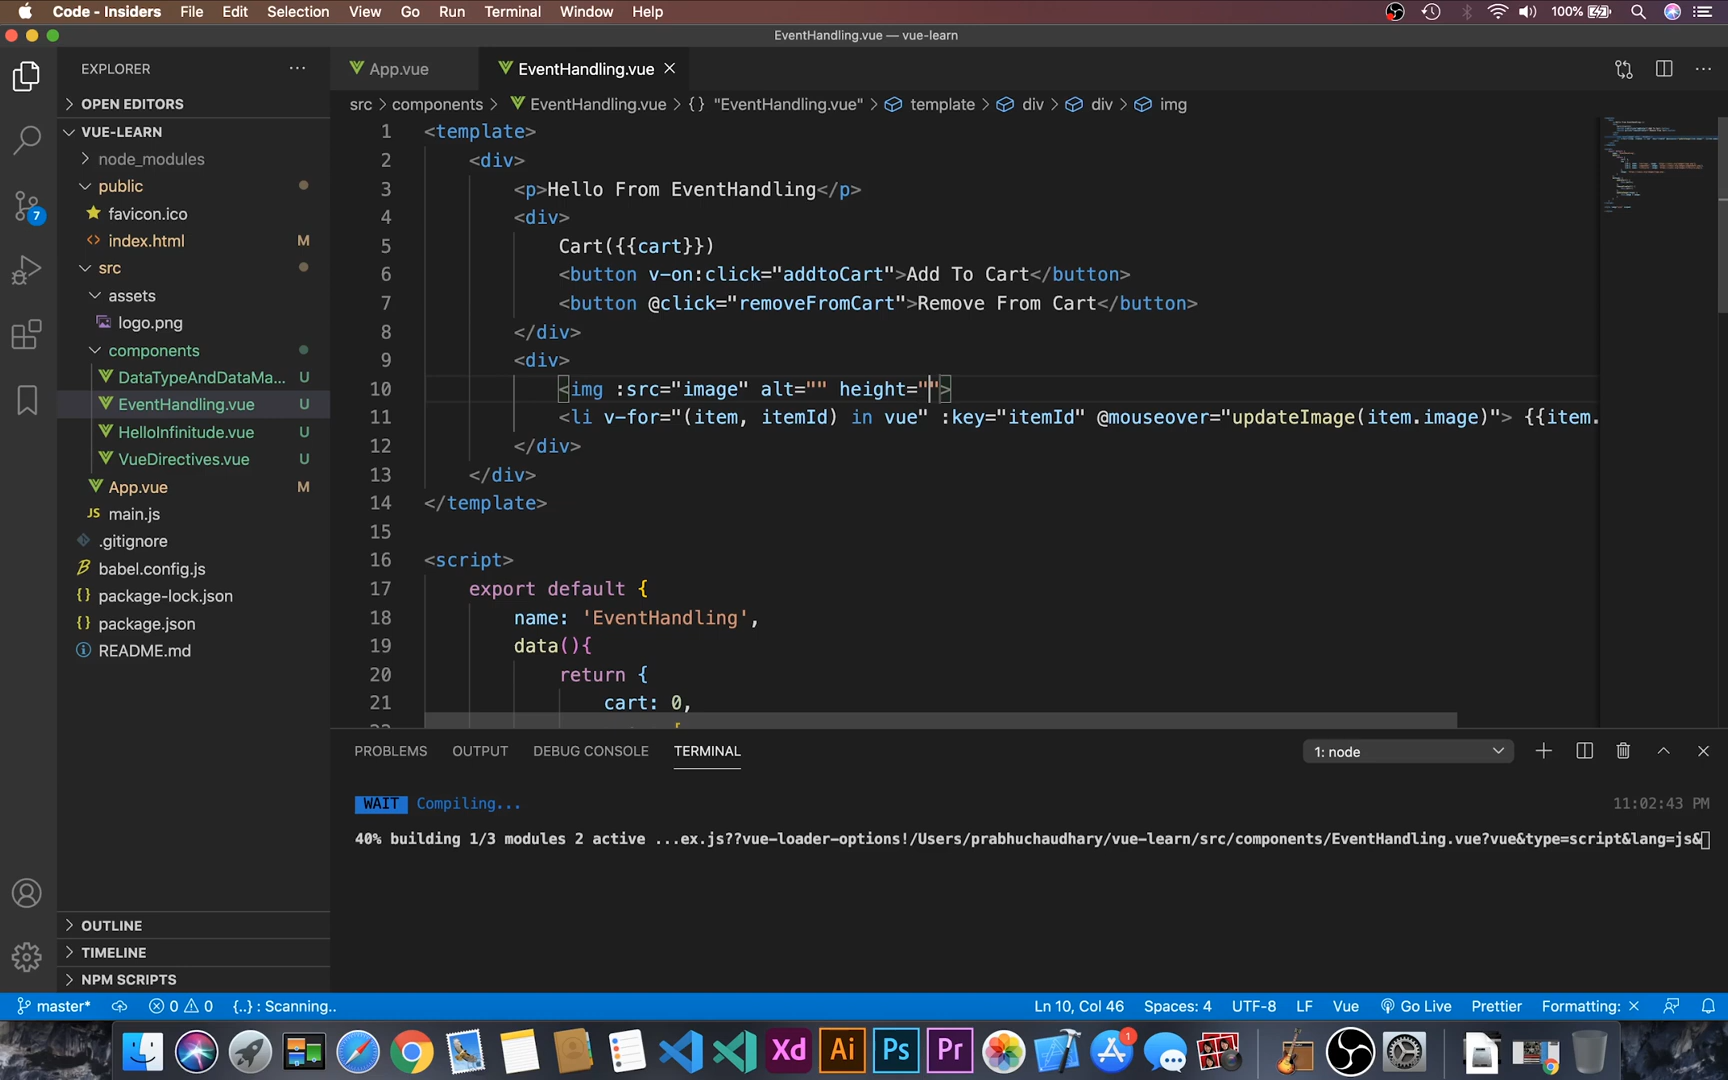 Code - Insiders File Edit Selection View Go Run Terminal Window Help 100%
EventHandling.vue — vue-learn
EXPLORER
App.vue EventHandling.vue
OPEN EDITORS
src > components > EventHandling.vue > {} "EventHandling.vue" > template > div > div > img
VUE-LEARN
node_modules
public
favicon.ico
index.html M
src
assets
logo.png
components
DataTypeAndDataMa... U
EventHandling.vue U
HelloInfinitude.vue U
VueDirectives.vue U
App.vue M
JS main.js
.gitignore
babel.config.js
{} package-lock.json
{} package.json
README.md
OUTLINE
TIMELINE
NPM SCRIPTS
7
1 <template>
2 <div>
3 <p>Hello From EventHandling</p>
4 <div>
5 Cart({{cart}})
6 <button v-on:click="addtoCart">Add To Cart</button>
7 <button @click="removeFromCart">Remove From Cart</button>
8 </div>
9 <div>
10 <img :src="image" alt="" height="">
11 <li v-for="(item, itemId) in vue" :key="itemId" @mouseover="updateImage(item.image)"> {{item.
12 </div>
13 </div>
14 </template>
15
16 <script>
17 export default {
18 name: 'EventHandling',
19 data(){
20 return {
21 cart: 0,
PROBLEMS OUTPUT DEBUG CONSOLE TERMINAL 1: node
WAIT Compiling... 11:02:43 PM
40% building 1/3 modules 2 active ...ex.js??vue-loader-options!/Users/prabhuchaudhary/vue-learn/src/components/EventHandling.vue?vue&type=script&lang=js&
master* 0 0 {..} : Scanning.. Ln 10, Col 46 Spaces: 4 UTF-8 LF Vue Go Live Prettier Formatting: ×
Xd Ai Ps Pr 1